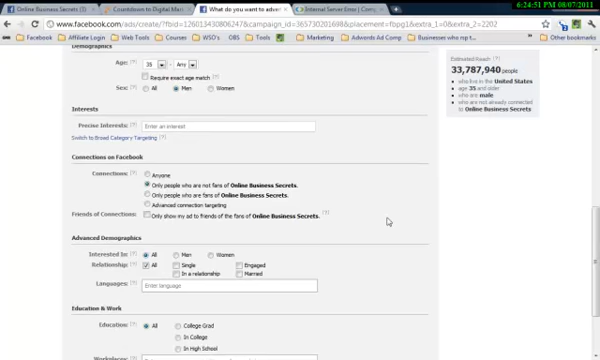 6:24:51 PM 08/07/2011
Online Business Secrets
Countdown to Digital Mar
What do you want to adver
Internal Server Error | Com
www.facebook.com/ads/create/?fbid=126013430806247&campaign_id=365730201698&placement=fbpg1&extra_1=0&extra_2=2202
Facebook
Affiliate Login
Web Tools
WSO's
OBS
Tools
Marketing
Adwords Ad Comp
Businesses who mp t
Other bookmarks
Demographics
Age: [?] 35 - Any
Require exact age match [?]
Sex: [?] All Men Women
Interests
Precise Interests: [?] Enter an interest
Switch to Broad Category Targeting [?]
Connections on Facebook
Connections: [?] Anyone
Only people who are not fans of Online Business Secrets.
Only people who are fans of Online Business Secrets.
Advanced connection targeting
Friends of Connections: Only show my ad to friends of the fans of Online Business Secrets. [?]
Advanced Demographics
Interested In: [?] All Men Women
Relationship: [?] All Single Engaged
In a relationship Married
Languages: [?] Enter language
Education & Work
Education: [?] All College Grad
In College
In High School
Workplaces: [?]
Estimated Reach [?]
33,787,940 people
who live in the United States
age 35 and older
who are male
who are not already connected to Online Business Secrets